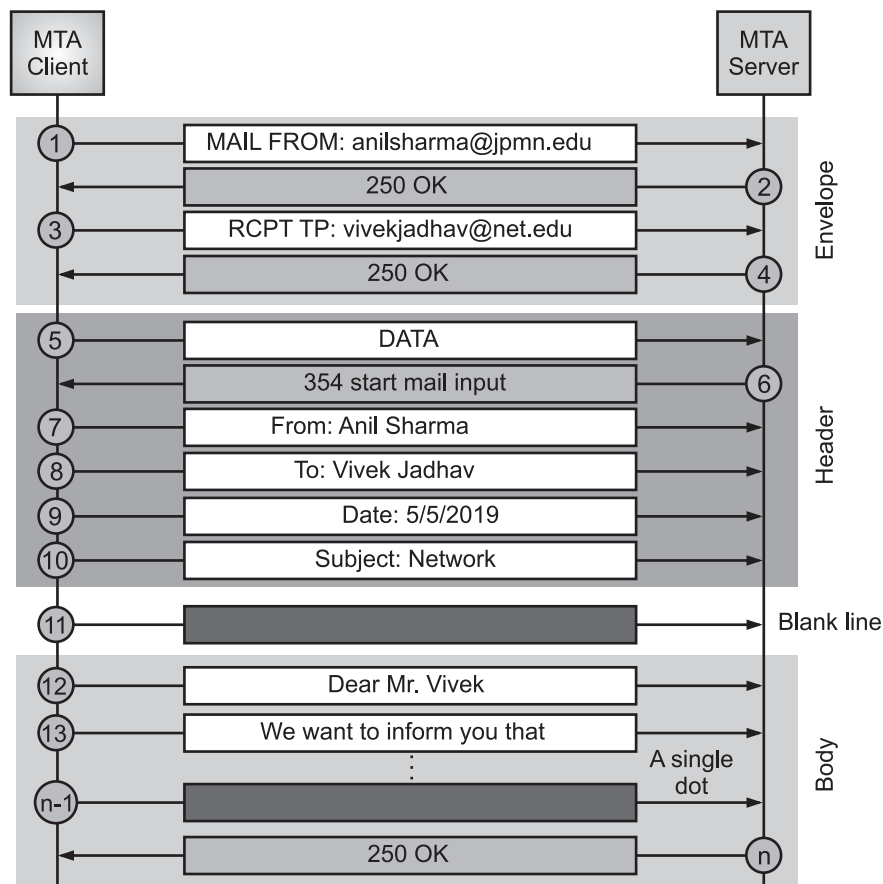 MTA
Client
MTA
Server
1
MAIL FROM: anilsharma@jpmn.edu
250 OK
2
3
RCPT TP: vivekjadhav@net.edu
250 OK
4
Envelope
5
DATA
354 start mail input
6
7
From: Anil Sharma
8
To: Vivek Jadhav
9
Date: 5/5/2019
10
Subject: Network
Header
11
Blank line
12
Dear Mr. Vivek
13
We want to inform you that
A single
dot
n-1
250 OK
n
Body